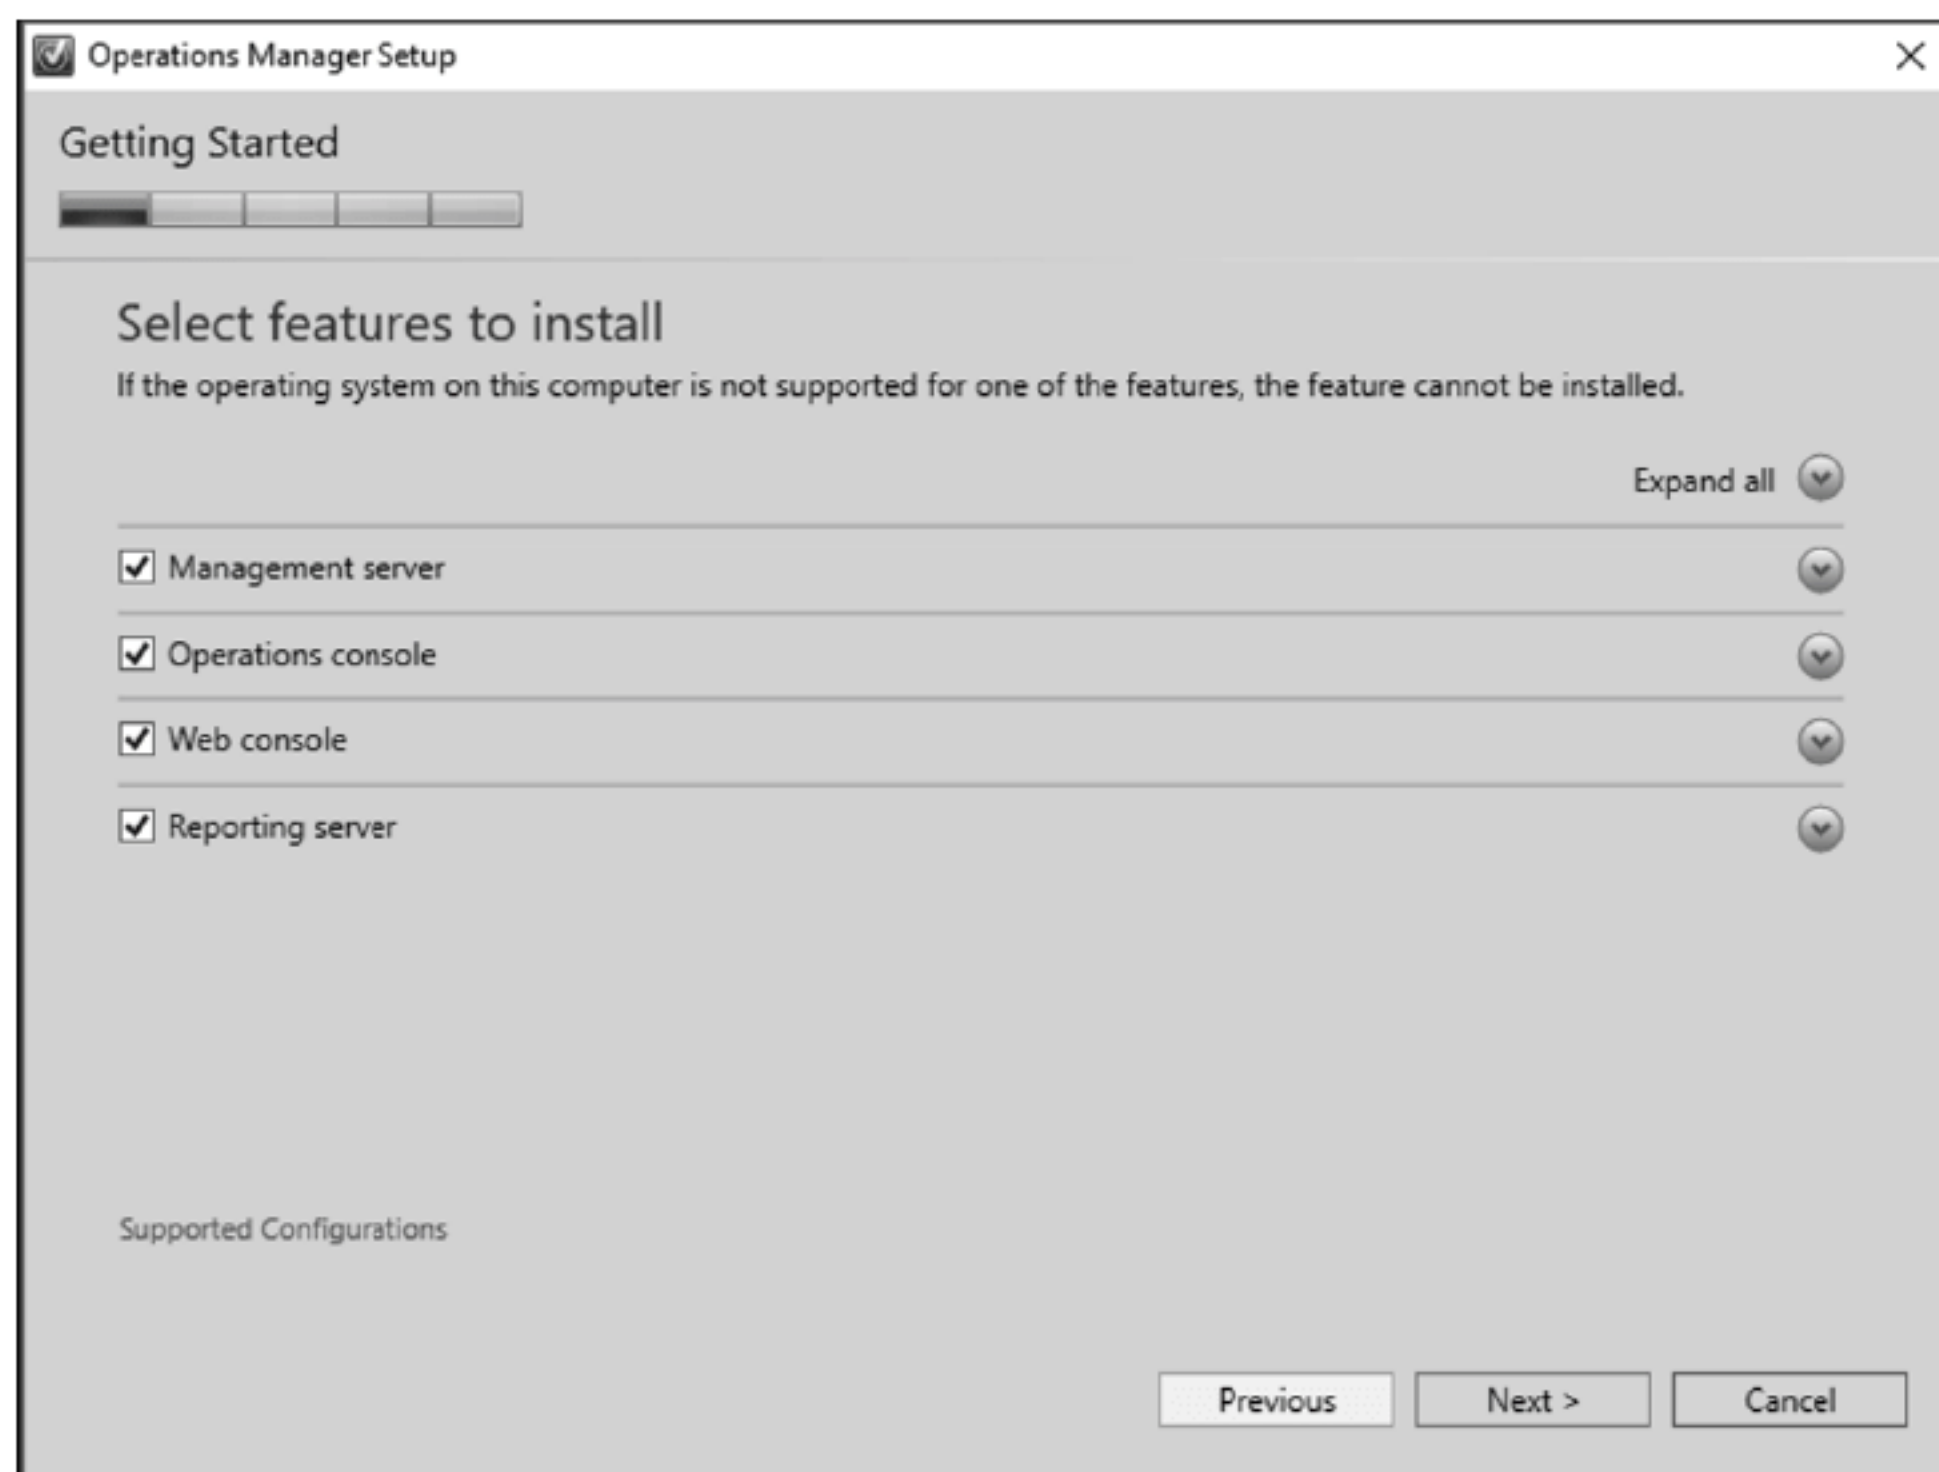 Operations Manager Setup
Getting Started
Select features to install
If the operating system on this computer is not supported for one of the features, the feature cannot be installed.
Expand all
Management server
Operations console
Web console
Reporting server
Supported Configurations
Previous Next > Cancel